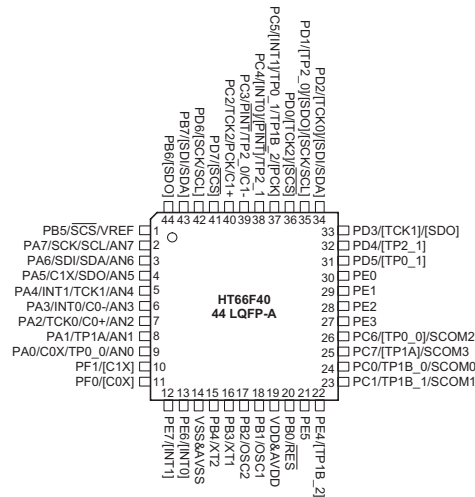 PB6/[SDO]
PB7/[SDI/SDA]
PD6/[SCK/SCL]
PD7/[SCS]
PC2/TCK2/PCK/C1+
PC3/PINT/TP2_0/C1-
PC4/[INT0]/[PINT]/TP2_1
PC5/[INT1]/TP0_1/TP1B_2/[PCK]
PD0/[TCK2]/[SCS]
PD1/[TP2_0]/[SDO]/[SCK/SCL]
PD2/[TCK0]/[SDI/SDA]
44 43 42 41 40 39 38 37 36 35 34
PB5/SCS/VREF 1
PA7/SCK/SCL/AN7 2
PA6/SDI/SDA/AN6 3
PA5/C1X/SDO/AN5 4
PA4/INT1/TCK1/AN4 5
PA3/INT0/C0-/AN3 6
PA2/TCK0/C0+/AN2 7
PA1/TP1A/AN1 8
PA0/C0X/TP0_0/AN0 9
PF1/[C1X] 10
PF0/[C0X] 11
HT66F40
44 LQFP-A
33 PD3/[TCK1]/[SDO]
32 PD4/[TP2_1]
31 PD5/[TP0_1]
30 PE0
29 PE1
28 PE2
27 PE3
26 PC6/[TP0_0]/SCOM2
25 PC7/[TP1A]/SCOM3
24 PC0/TP1B_0/SCOM0
23 PC1/TP1B_1/SCOM1
12 13 14 15 16 17 18 19 20 21 22
PE7/[INT1]
PE6/[INT0]
VSS&AVSS
PB4/XT2
PB3/XT1
PB2/OSC2
PB1/OSC1
VDD&AVDD
PB0/RES
PE5
PE4/[TP1B_2]